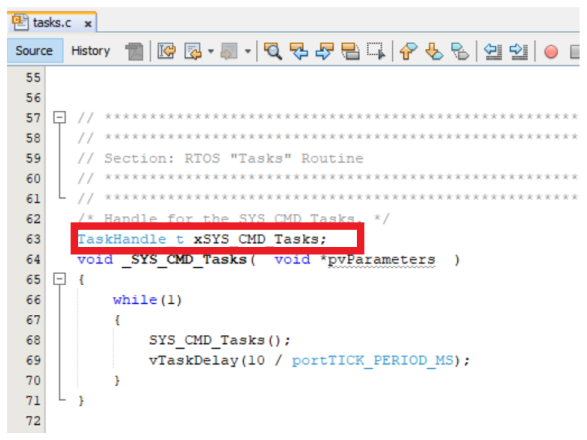 tasks.c x
Source History
55
56
57 // *****************************************************
58 // *****************************************************
59 // Section: RTOS "Tasks" Routine
60 // *****************************************************
61 // *****************************************************
62 /* Handle for the SYS_CMD_Tasks. */
63 TaskHandle_t xSYS_CMD_Tasks;
64 void _SYS_CMD_Tasks(  void *pvParameters  )
65 {
66     while(1)
67     {
68         SYS_CMD_Tasks();
69         vTaskDelay(10 / portTICK_PERIOD_MS);
70     }
71 }
72